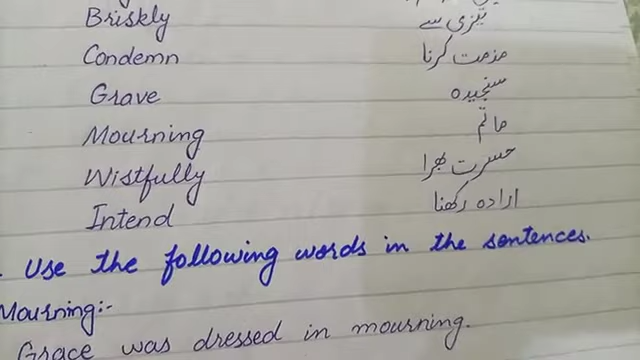 Briskly تیزی سے
Condemn مذمت کرنا
Grave سنجیدہ
Mourning ماتم
Wistfully حسرت بھرا
Intend ارادہ رکھنا
. Use the following words in the sentences.
Mourning:-
Grace was dressed in mourning.